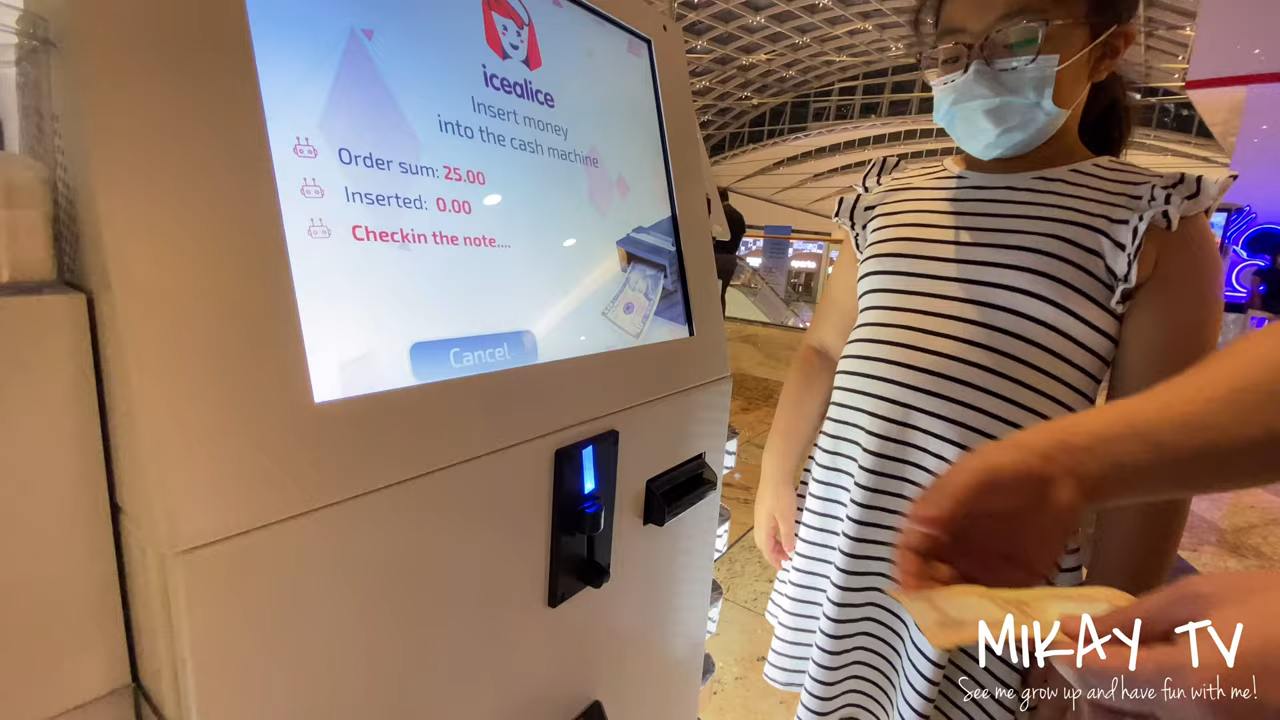 icealice
Insert money
into the cash machine
Order sum: 25.00
Inserted: 0.00
Checkin the note....
Cancel
MIKAY TV
See me grow up and have fun with me!